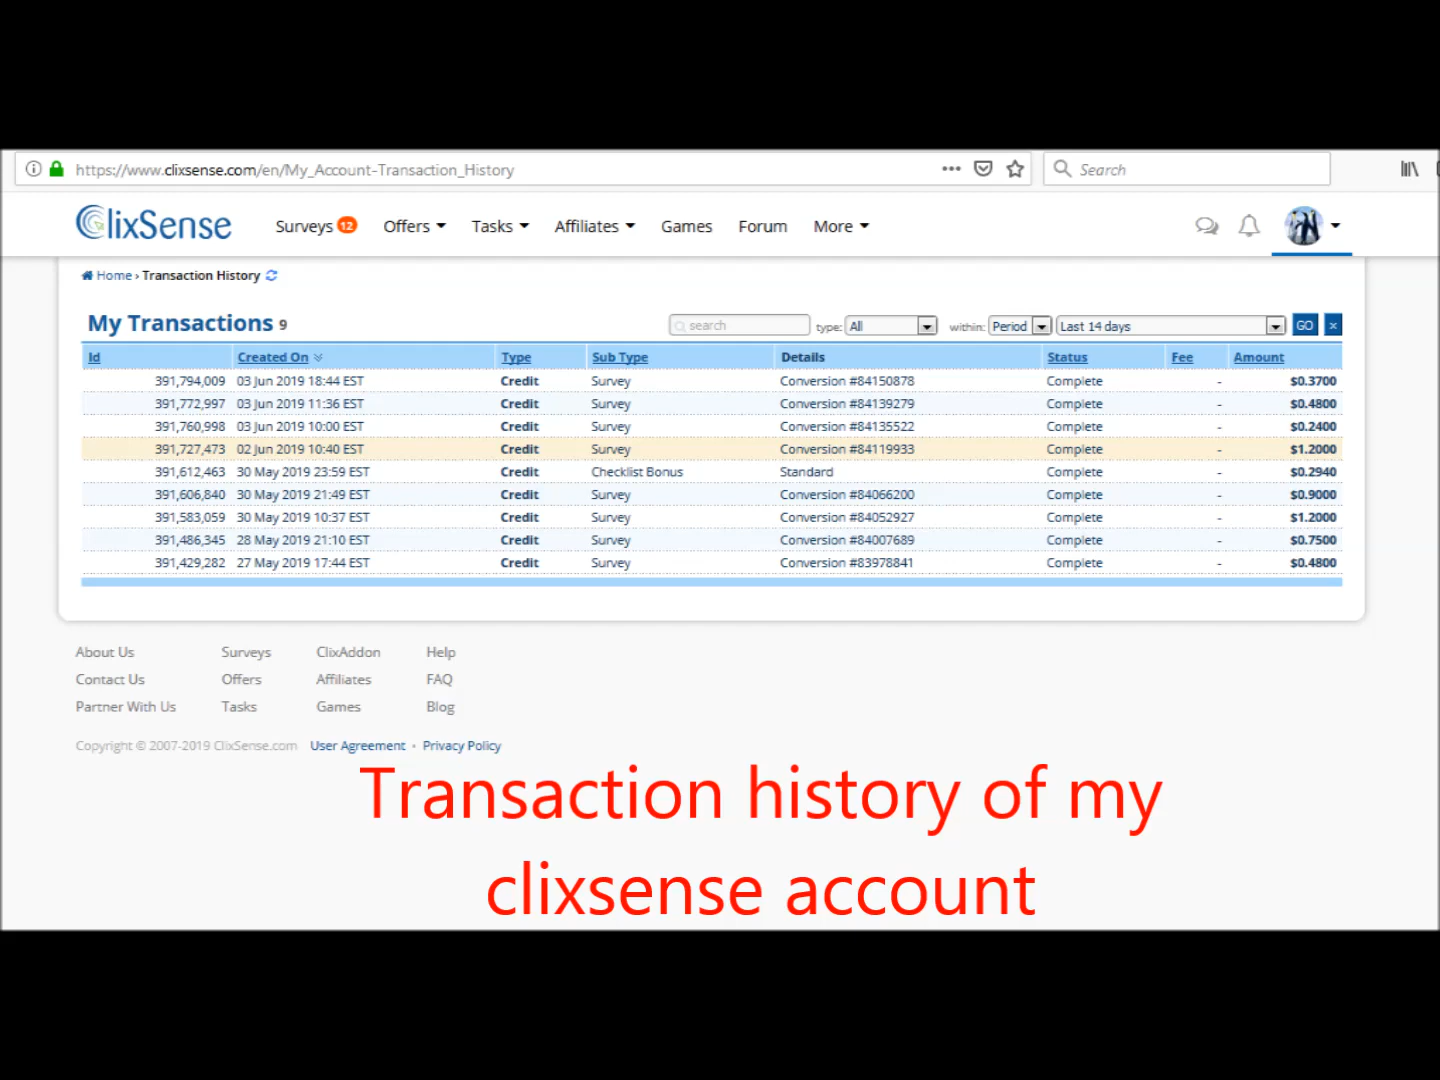 https://www.clixsense.com/en/My_Account-Transaction_History
Search
ClixSense Surveys 12 Offers Tasks Affiliates Games Forum More
Home › Transaction History
My Transactions 9 search type: All within: Period Last 14 days GO ×
Id Created On Type Sub Type Details Status Fee Amount
391,794,009 03 Jun 2019 18:44 EST Credit Survey Conversion #84150878 Complete - $0.3700
391,772,997 03 Jun 2019 11:36 EST Credit Survey Conversion #84139279 Complete - $0.4800
391,760,998 03 Jun 2019 10:00 EST Credit Survey Conversion #84135522 Complete - $0.2400
391,727,473 02 Jun 2019 10:40 EST Credit Survey Conversion #84119933 Complete - $1.2000
391,612,463 30 May 2019 23:59 EST Credit Checklist Bonus Standard Complete - $0.2940
391,606,840 30 May 2019 21:49 EST Credit Survey Conversion #84066200 Complete - $0.9000
391,583,059 30 May 2019 10:37 EST Credit Survey Conversion #84052927 Complete - $1.2000
391,486,345 28 May 2019 21:10 EST Credit Survey Conversion #84007689 Complete - $0.7500
391,429,282 27 May 2019 17:44 EST Credit Survey Conversion #83978841 Complete - $0.4800
About Us Surveys ClixAddon Help
Contact Us Offers Affiliates FAQ
Partner With Us Tasks Games Blog
Copyright © 2007-2019 ClixSense.com User Agreement • Privacy Policy
Transaction history of my
clixsense account